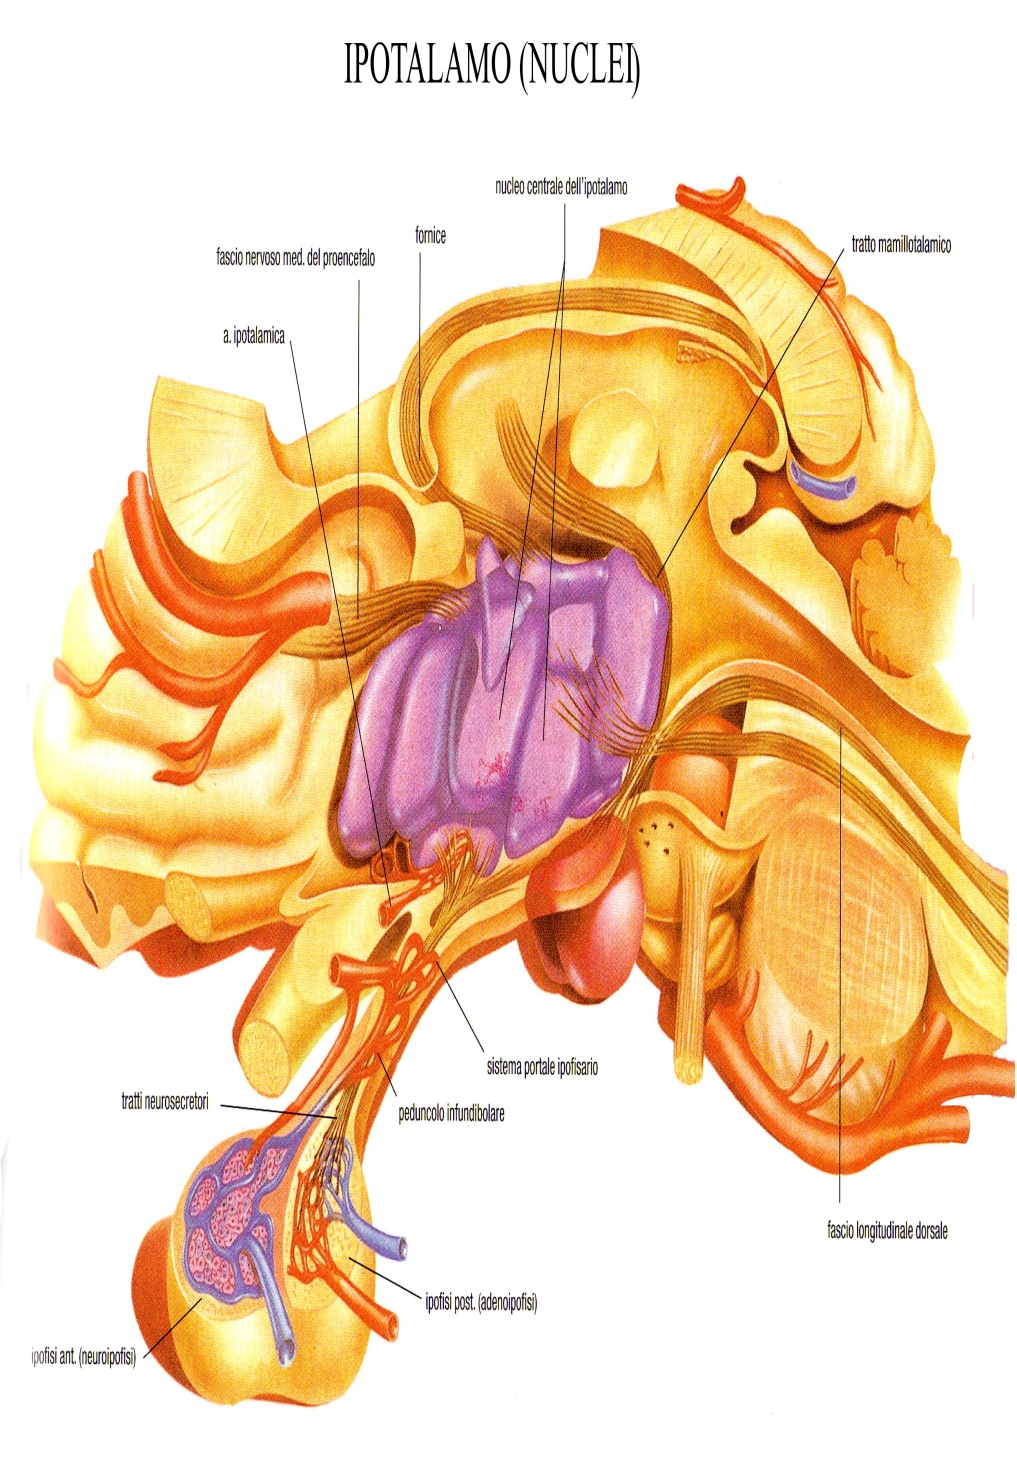 IPOTALAMO (NUCLEI)
nucleo centrale dell'ipotalamo
fornice
tratto mamillotalamico
fascio nervoso med. del proencefalo
a. ipotalamica
sistema portale ipofisario
tratti neurosecretori
peduncolo infundibolare
fascio longitudinale dorsale
ipofisi post. (adenoipofisi)
ipofisi ant. (neuroipofisi)